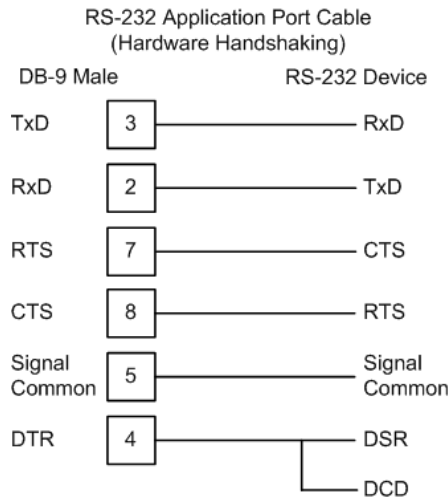 RS-232 Application Port Cable
(Hardware Handshaking)
DB-9 Male RS-232 Device
TxD 3 RxD
RxD 2 TxD
RTS 7 CTS
CTS 8 RTS
Signal Common 5 Signal Common
DTR 4 DSR
DCD